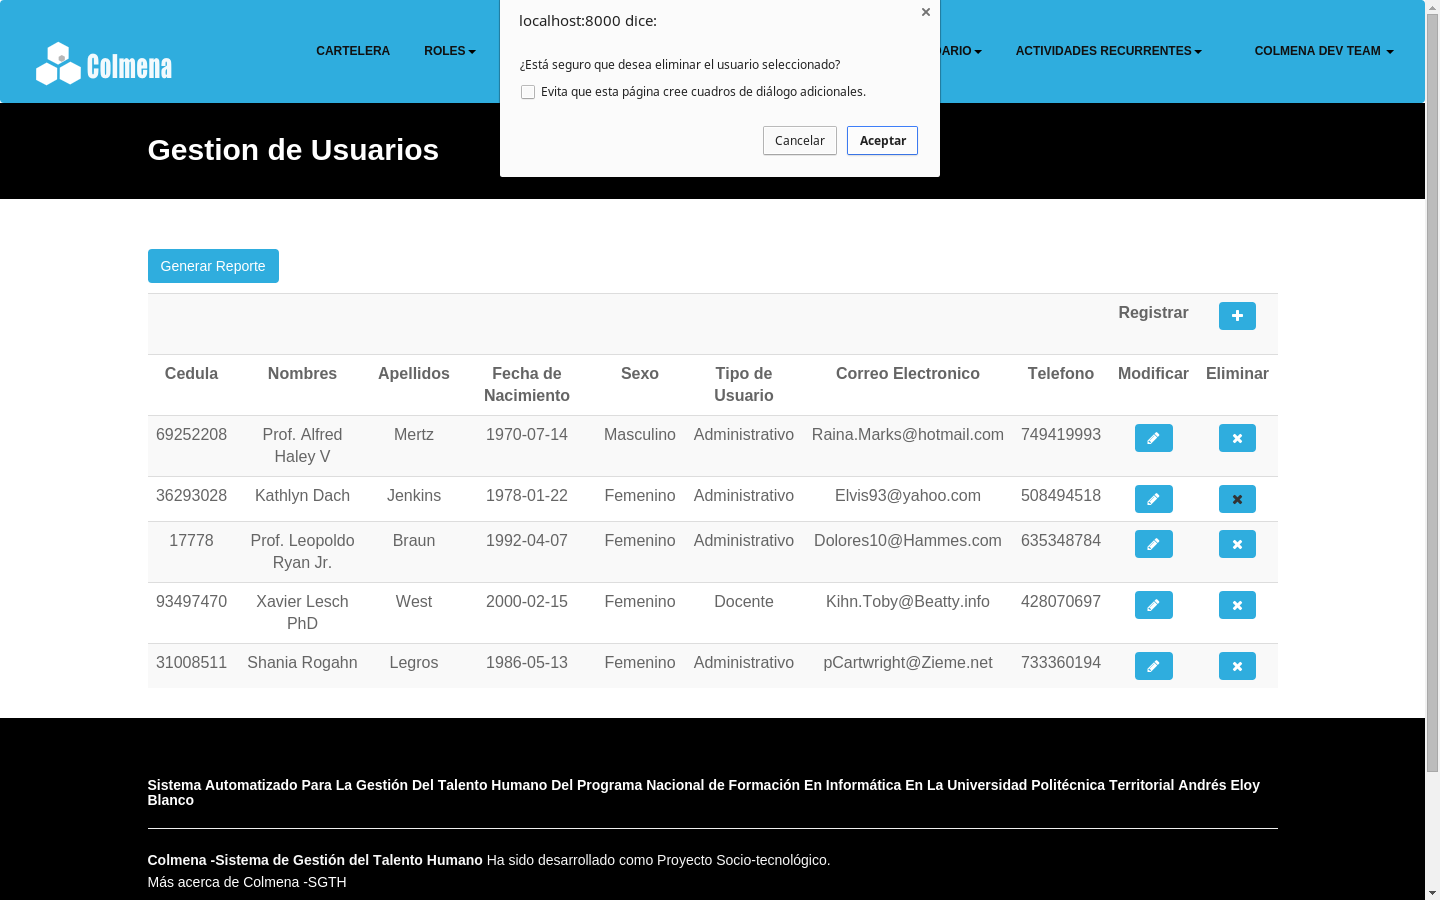 localhost:8000 dice:
¿Está seguro que desea eliminar el usuario seleccionado?
Evita que esta página cree cuadros de diálogo adicionales.
Cancelar Aceptar
Colmena CARTELERA ROLES ACTIVIDADES RECURRENTES COLMENA DEV TEAM
Gestion de Usuarios
Generar Reporte
Registrar
Cedula Nombres Apellidos Fecha de Nacimiento Sexo Tipo de Usuario Correo Electronico Telefono Modificar Eliminar
69252208 Prof. Alfred Haley V Mertz 1970-07-14 Masculino Administrativo Raina.Marks@hotmail.com 749419993
36293028 Kathlyn Dach Jenkins 1978-01-22 Femenino Administrativo Elvis93@yahoo.com 508494518
17778 Prof. Leopoldo Ryan Jr. Braun 1992-04-07 Femenino Administrativo Dolores10@Hammes.com 635348784
93497470 Xavier Lesch PhD West 2000-02-15 Femenino Docente Kihn.Toby@Beatty.info 428070697
31008511 Shania Rogahn Legros 1986-05-13 Femenino Administrativo pCartwright@Zieme.net 733360194
Sistema Automatizado Para La Gestión Del Talento Humano Del Programa Nacional de Formación En Informática En La Universidad Politécnica Territorial Andrés Eloy
Blanco
Colmena -Sistema de Gestión del Talento Humano Ha sido desarrollado como Proyecto Socio-tecnológico.
Más acerca de Colmena -SGTH